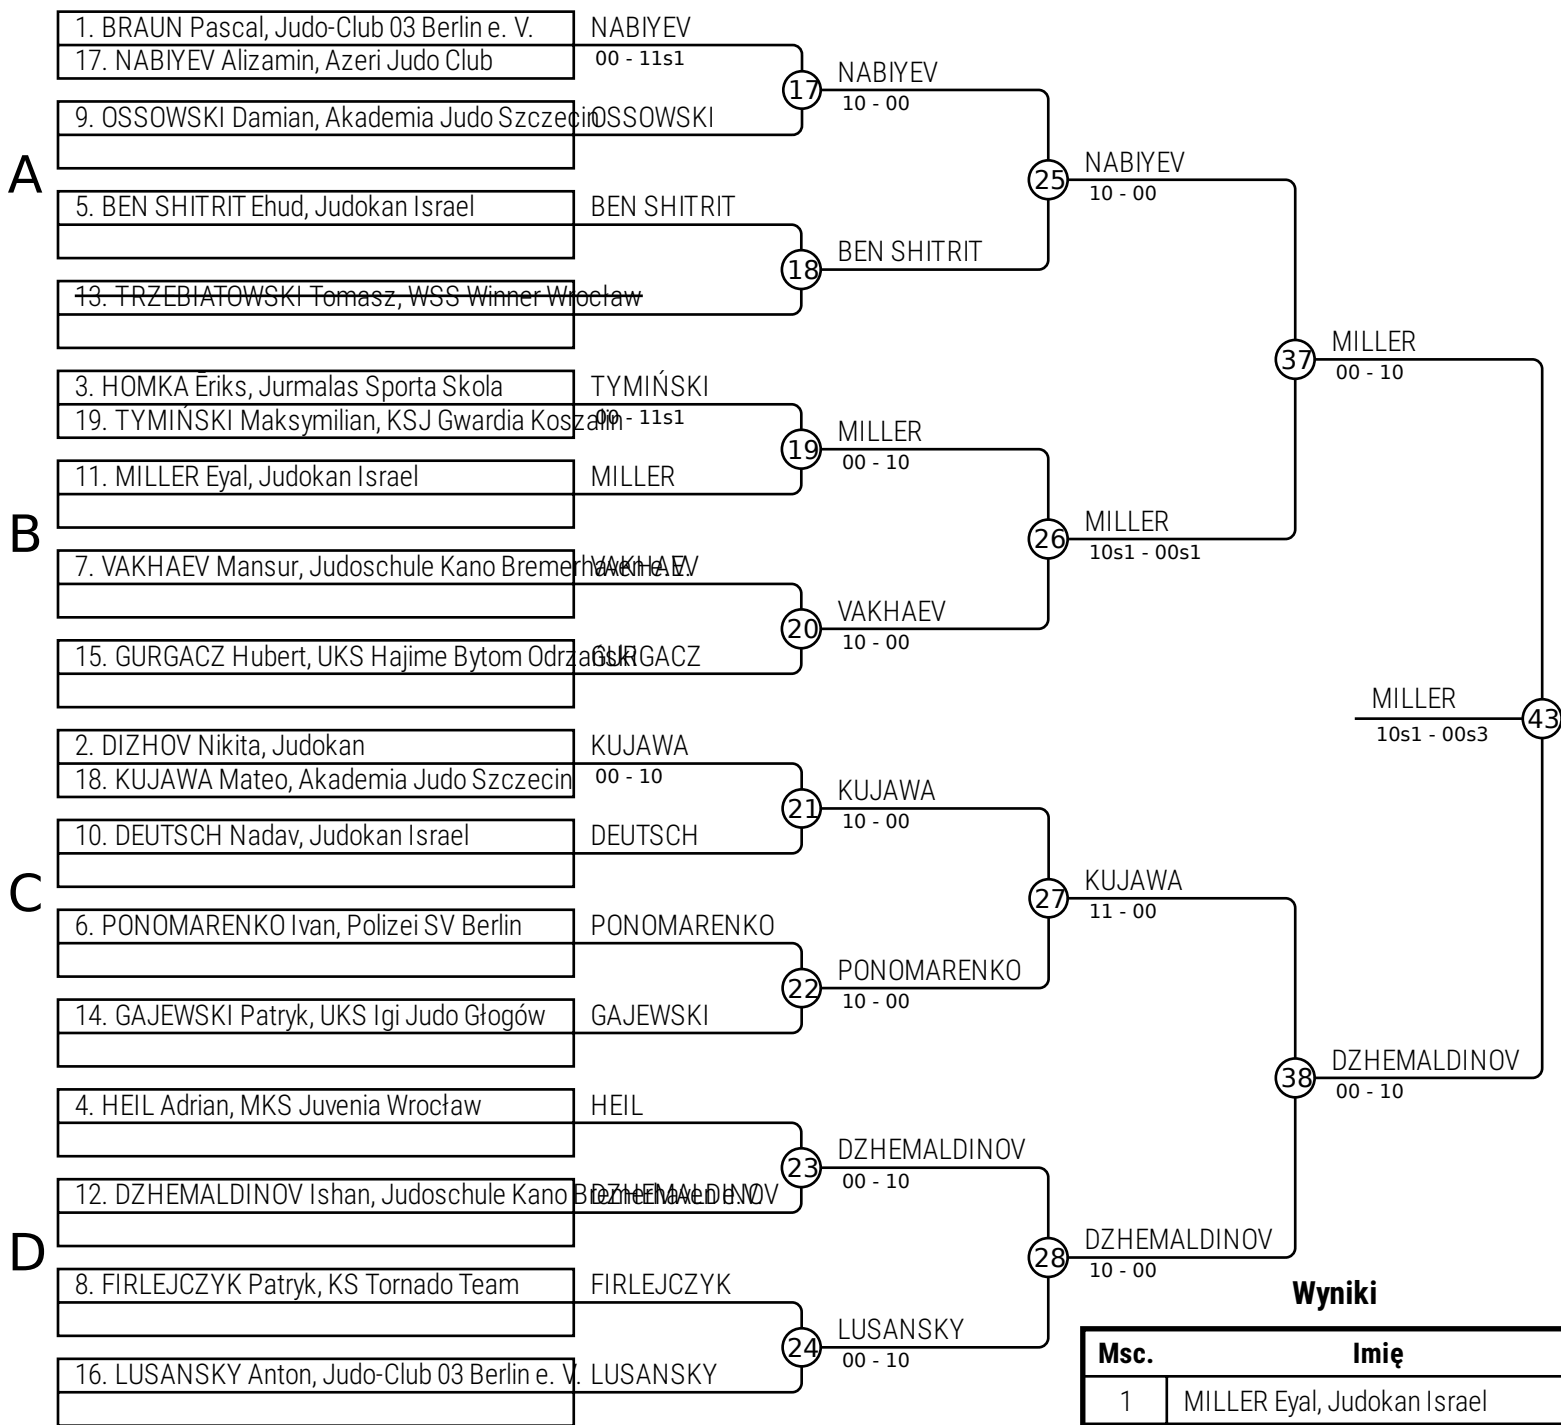 A
1. BRAUN Pascal, Judo-Club 03 Berlin e. V.
17. NABIYEV Alizamin, Azeri Judo Club
NABIYEV
00 - 11s1
9. OSSOWSKI Damian, Akademia Judo Szczecin
OSSOWSKI
17
NABIYEV
10 - 00
5. BEN SHITRIT Ehud, Judokan Israel
BEN SHITRIT
13. TRZEBIATOWSKI Tomasz, WSS Winner Wrocław
18
BEN SHITRIT
25
NABIYEV
10 - 00
B
3. HOMKA Ēriks, Jurmalas Sporta Skola
19. TYMIŃSKI Maksymilian, KSJ Gwardia Koszalin
TYMIŃSKI
00 - 11s1
11. MILLER Eyal, Judokan Israel
MILLER
19
MILLER
00 - 10
7. VAKHAEV Mansur, Judoschule Kano Bremerhaven e.V.
VAKHAEV
15. GURGACZ Hubert, UKS Hajime Bytom Odrzański
GURGACZ
20
VAKHAEV
10 - 00
26
MILLER
10s1 - 00s1
37
MILLER
00 - 10
C
2. DIZHOV Nikita, Judokan
18. KUJAWA Mateo, Akademia Judo Szczecin
KUJAWA
00 - 10
10. DEUTSCH Nadav, Judokan Israel
DEUTSCH
21
KUJAWA
10 - 00
6. PONOMARENKO Ivan, Polizei SV Berlin
PONOMARENKO
14. GAJEWSKI Patryk, UKS Igi Judo Głogów
GAJEWSKI
22
PONOMARENKO
10 - 00
27
KUJAWA
11 - 00
D
4. HEIL Adrian, MKS Juvenia Wrocław
HEIL
12. DZHEMALDINOV Ishan, Judoschule Kano Bremerhaven e.V.
DZHEMALDINOV
23
DZHEMALDINOV
00 - 10
8. FIRLEJCZYK Patryk, KS Tornado Team
FIRLEJCZYK
16. LUSANSKY Anton, Judo-Club 03 Berlin e. V.
LUSANSKY
24
LUSANSKY
00 - 10
28
DZHEMALDINOV
10 - 00
38
DZHEMALDINOV
00 - 10
43
MILLER
10s1 - 00s3
Wyniki
Msc. Imię
1 MILLER Eyal, Judokan Israel